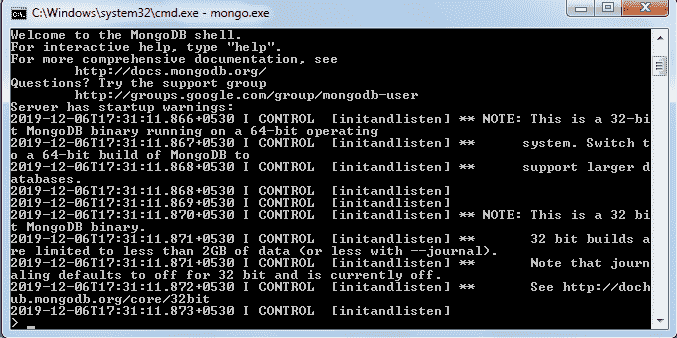 C:\Windows\system32\cmd.exe - mongo.exe
Welcome to the MongoDB shell.
For interactive help, type "help".
For more comprehensive documentation, see
        http://docs.mongodb.org/
Questions? Try the support group
        http://groups.google.com/group/mongodb-user
Server has startup warnings:
2019-12-06T17:31:11.866+0530 I CONTROL  [initandlisten] ** NOTE: This is a 32-bi
t MongoDB binary running on a 64-bit operating
2019-12-06T17:31:11.867+0530 I CONTROL  [initandlisten] **       system. Switch t
o a 64-bit build of MongoDB to
2019-12-06T17:31:11.868+0530 I CONTROL  [initandlisten] **       support larger d
atabases.
2019-12-06T17:31:11.868+0530 I CONTROL  [initandlisten]
2019-12-06T17:31:11.869+0530 I CONTROL  [initandlisten]
2019-12-06T17:31:11.870+0530 I CONTROL  [initandlisten] ** NOTE: This is a 32 bi
t MongoDB binary.
2019-12-06T17:31:11.871+0530 I CONTROL  [initandlisten] **       32 bit builds a
re limited to less than 2GB of data (or less with --journal).
2019-12-06T17:31:11.871+0530 I CONTROL  [initandlisten] **       Note that journ
aling defaults to off for 32 bit and is currently off.
2019-12-06T17:31:11.872+0530 I CONTROL  [initandlisten] **       See http://doch
ub.mongodb.org/core/32bit
2019-12-06T17:31:11.873+0530 I CONTROL  [initandlisten]
> _